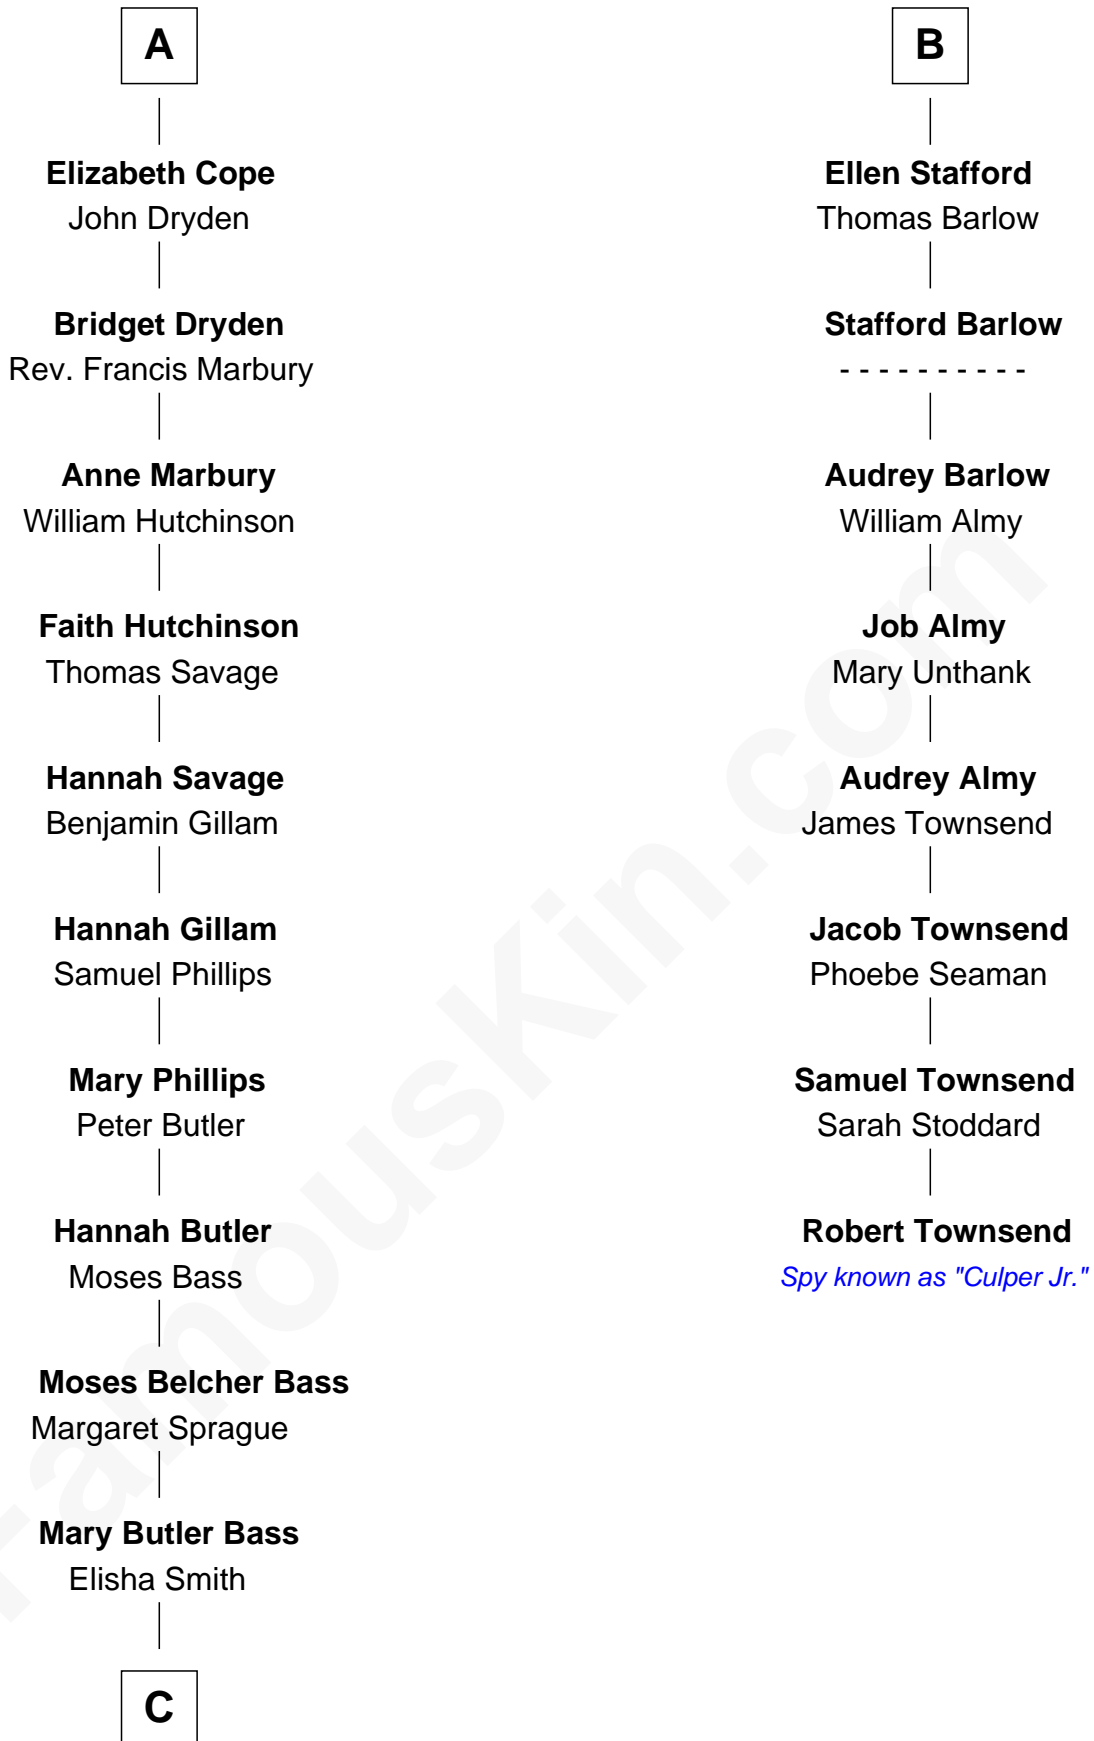 A
Elizabeth Cope
John Dryden
Bridget Dryden
Rev. Francis Marbury
Anne Marbury
William Hutchinson
Faith Hutchinson
Thomas Savage
Hannah Savage
Benjamin Gillam
Hannah Gillam
Samuel Phillips
Mary Phillips
Peter Butler
Hannah Butler
Moses Bass
Moses Belcher Bass
Margaret Sprague
Mary Butler Bass
Elisha Smith
C
B
Ellen Stafford
Thomas Barlow
Stafford Barlow
- - - - - - - - - -
Audrey Barlow
William Almy
Job Almy
Mary Unthank
Audrey Almy
James Townsend
Jacob Townsend
Phoebe Seaman
Samuel Townsend
Sarah Stoddard
Robert Townsend
Spy known as "Culper Jr."
FamousKin.com